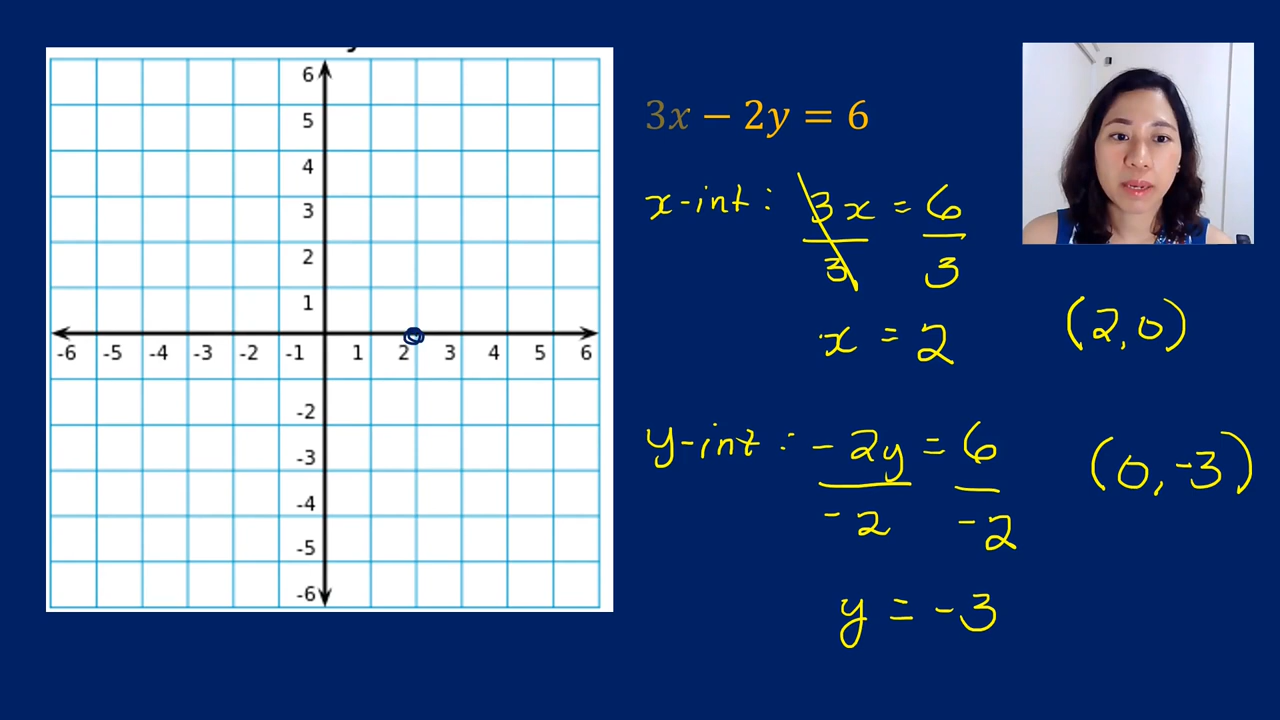 y
6
5
4
3
2
1
-6 -5 -4 -3 -2 -1 1 2 3 4 5 6
-2
-3
-4
-5
-6
3x − 2y = 6
x-int : 3x = 6
3 3
x = 2
(2, 0)
y-int : -2y = 6
-2 -2
(0, -3)
y = -3